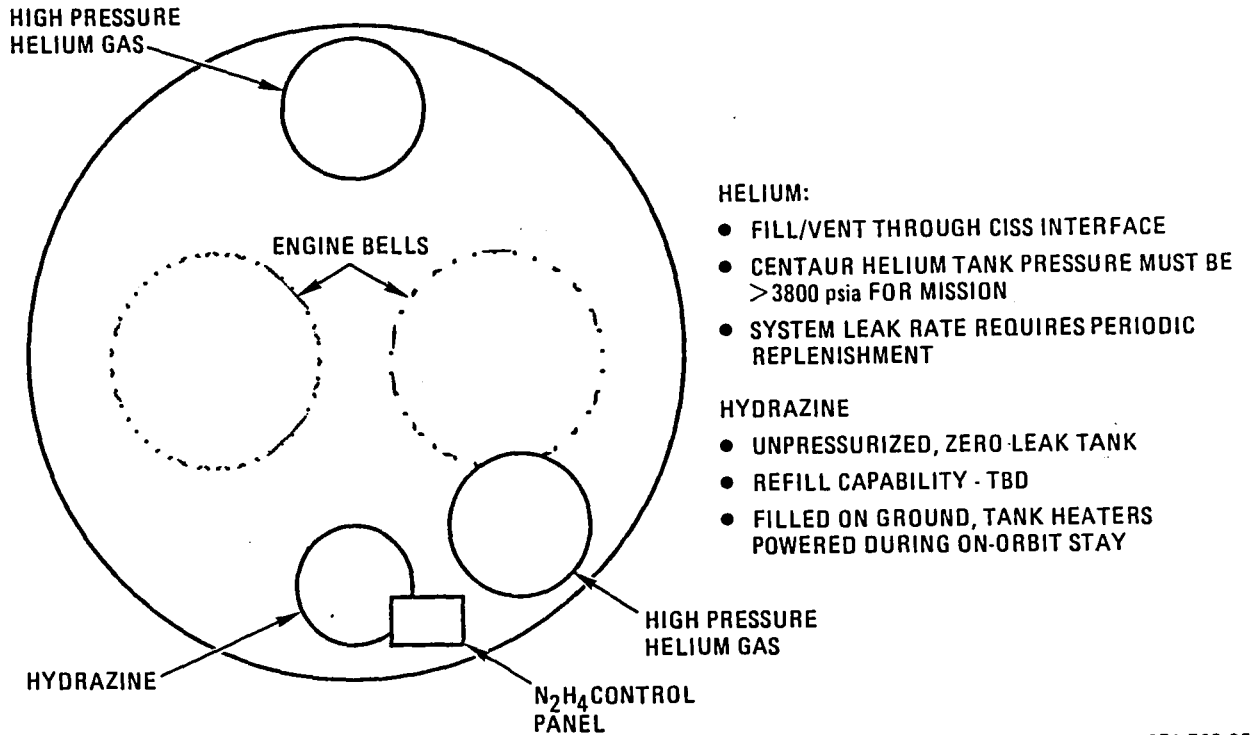 HIGH PRESSURE
HELIUM GAS
ENGINE BELLS
HYDRAZINE
N₂H₄ CONTROL
PANEL
HIGH PRESSURE
HELIUM GAS
HELIUM:
● FILL/VENT THROUGH CISS INTERFACE
● CENTAUR HELIUM TANK PRESSURE MUST BE
>3800 psia FOR MISSION
● SYSTEM LEAK RATE REQUIRES PERIODIC
REPLENISHMENT
HYDRAZINE
● UNPRESSURIZED, ZERO-LEAK TANK
● REFILL CAPABILITY - TBD
● FILLED ON GROUND, TANK HEATERS
POWERED DURING ON-ORBIT STAY